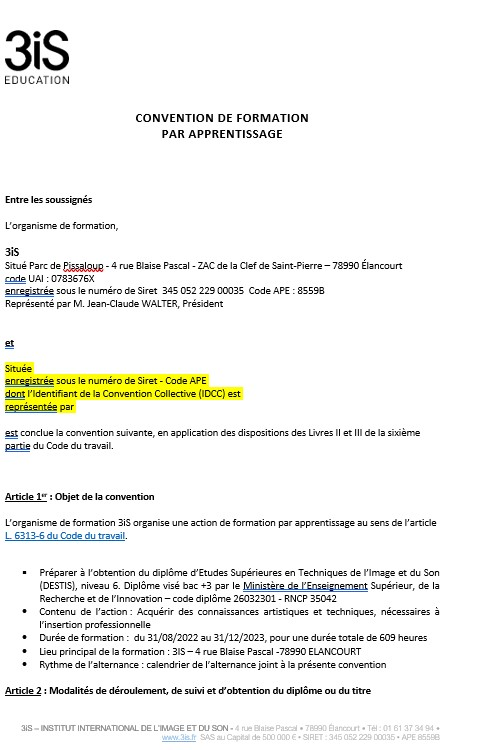 3iS
EDUCATION
CONVENTION DE FORMATION
PAR APPRENTISSAGE
Entre les soussignés
L'organisme de formation,
3iS
Situé Parc de Pissaloup - 4 rue Blaise Pascal - ZAC de la Clef de Saint-Pierre – 78990 Élancourt
code UAI : 0783676X
enregistrée sous le numéro de Siret 345 052 229 00035 Code APE : 8559B
Représenté par M. Jean-Claude WALTER, Président
et
Située
enregistrée sous le numéro de Siret - Code APE
dont l'Identifiant de la Convention Collective (IDCC) est
représentée par
est conclue la convention suivante, en application des dispositions des Livres II et III de la sixième
partie du Code du travail.
Article 1er : Objet de la convention
L'organisme de formation 3iS organise une action de formation par apprentissage au sens de l'article
L. 6313-6 du Code du travail.
• Préparer à l'obtention du diplôme d'Etudes Supérieures en Techniques de l'Image et du Son
(DESTIS), niveau 6. Diplôme visé bac +3 par le Ministère de l'Enseignement Supérieur, de la
Recherche et de l'Innovation – code diplôme 26032301 - RNCP 35042
• Contenu de l'action : Acquérir des connaissances artistiques et techniques, nécessaires à
l'insertion professionnelle
• Durée de formation : du 31/08/2022 au 31/12/2023, pour une durée totale de 609 heures
• Lieu principal de la formation : 3IS – 4 rue Blaise Pascal -78990 ELANCOURT
• Rythme de l'alternance : calendrier de l'alternance joint à la présente convention
Article 2 : Modalités de déroulement, de suivi et d'obtention du diplôme ou du titre
3iS – INSTITUT INTERNATIONAL DE L'IMAGE ET DU SON - 4 rue Blaise Pascal • 78990 Élancourt • Tél : 01 61 37 34 94 •
www.3is.fr SAS au Capital de 500 000 € • SIRET : 345 052 229 00035 • APE 8559B